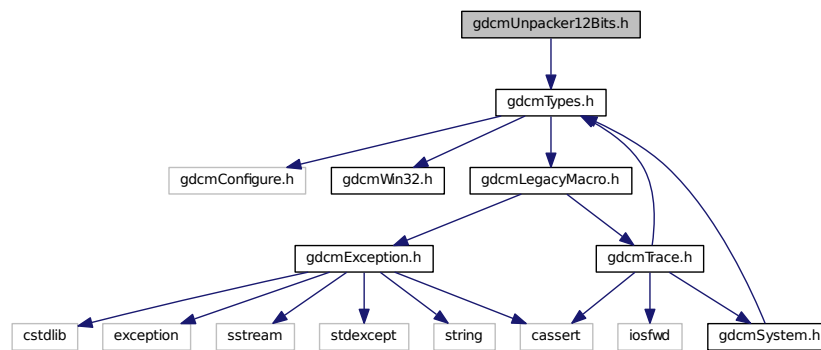 gdcmUnpacker12Bits.h
gdcmTypes.h
gdcmConfigure.h
gdcmWin32.h
gdcmLegacyMacro.h
gdcmException.h
gdcmTrace.h
cstdlib
exception
sstream
stdexcept
string
cassert
iosfwd
gdcmSystem.h